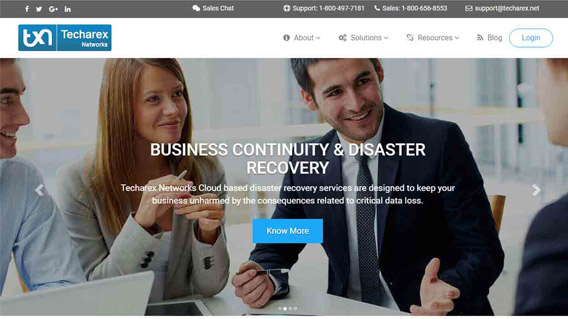 Sales Chat
Support: 1-800-497-7181
Sales: 1-800-656-8553
support@techarex.net
txn Techarex
Networks
About
Solutions
Resources
Blog
Login
BUSINESS CONTINUITY & DISASTER
RECOVERY
Techarex Networks Cloud based disaster recovery services are designed to keep your
business unharmed by the consequences related to critical data loss.
Know More